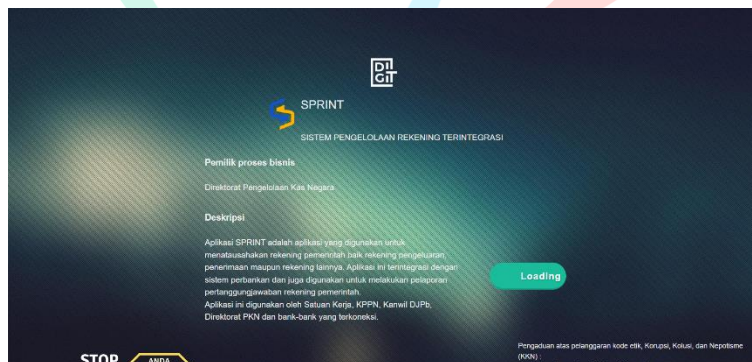 DIGIT
SPRINT
SISTEM PENGELOLAAN REKENING TERINTEGRASI
Pemilik proses bisnis
Direktorat Pengelolaan Kas Negara
Deskripsi
Aplikasi SPRINT adalah aplikasi yang digunakan untuk
menatausahakan rekening pemerintah baik rekening pengeluaran,
penerimaan maupun rekening lainnya. Aplikasi ini terintegrasi dengan
sistem perbankan dan juga digunakan untuk melakukan pelaporan
pertanggungjawaban rekening pemerintah.
Aplikasi ini digunakan oleh Satuan Kerja, KPPN, Kanwil DJPb,
Direktorat PKN dan bank-bank yang terkoneksi.
Loading
Pengaduan atas pelanggaran kode etik, Korupsi, Kolusi, dan Nepotisme
(KKN) :
STOP
ANDA